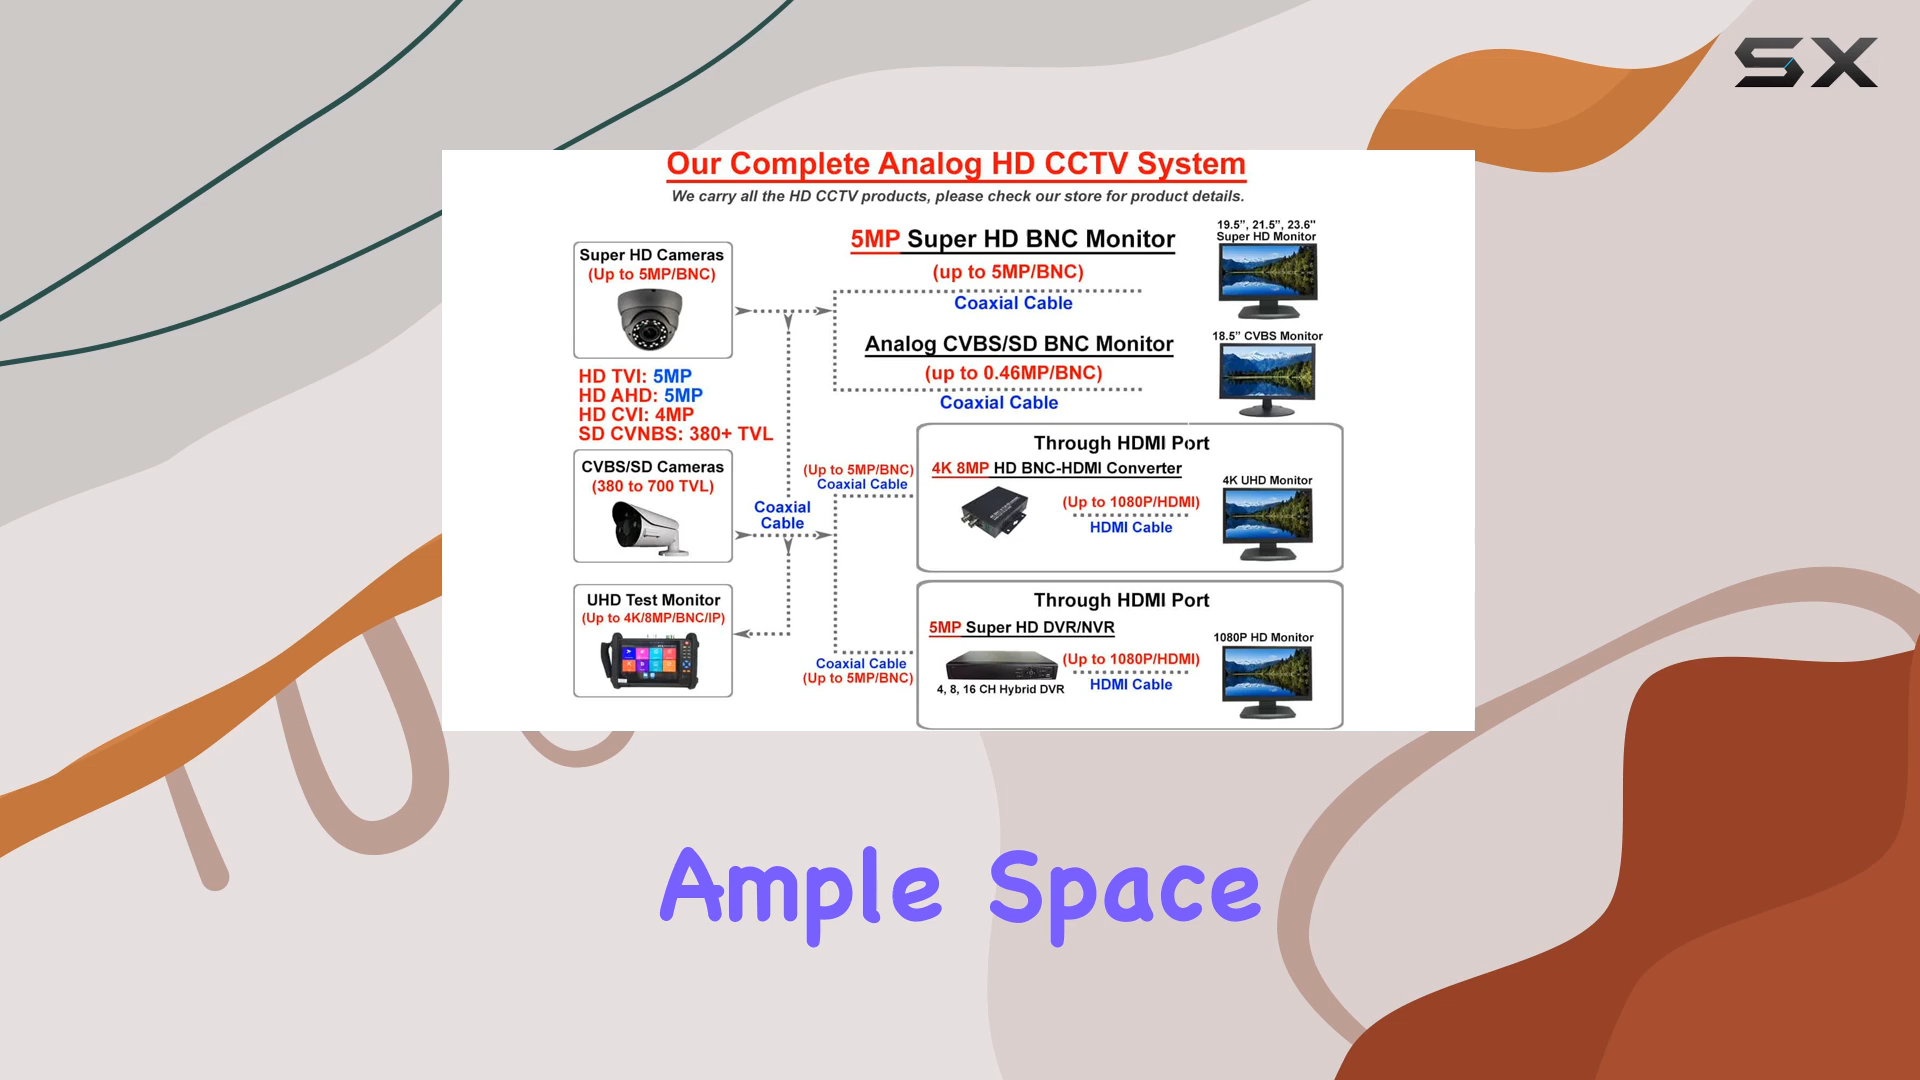 SX
Our Complete Analog HD CCTV System
We carry all the HD CCTV products, please check our store for product details.
Super HD Cameras
(Up to 5MP/BNC)
HD TVI: 5MP
HD AHD: 5MP
HD CVI: 4MP
SD CVNBS: 380+ TVL
CVBS/SD Cameras
(380 to 700 TVL)
UHD Test Monitor
(Up to 4K/8MP/BNC/IP)
Coaxial
Cable
5MP Super HD BNC Monitor
(up to 5MP/BNC)
Coaxial Cable
19.5”, 21.5”, 23.6"
Super HD Monitor
Analog CVBS/SD BNC Monitor
(up to 0.46MP/BNC)
Coaxial Cable
18.5” CVBS Monitor
(Up to 5MP/BNC)
Coaxial Cable
Through HDMI Port
4K 8MP HD BNC-HDMI Converter
(Up to 1080P/HDMI)
HDMI Cable
4K UHD Monitor
Coaxial Cable
(Up to 5MP/BNC)
Through HDMI Port
5MP Super HD DVR/NVR
(Up to 1080P/HDMI)
HDMI Cable
4, 8, 16 CH Hybrid DVR
1080P HD Monitor
Ample Space